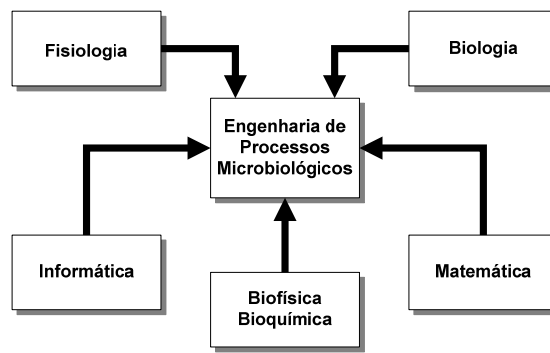 Fisiologia
Biologia
Engenharia de
Processos
Microbiológicos
Informática
Biofísica
Bioquímica
Matemática